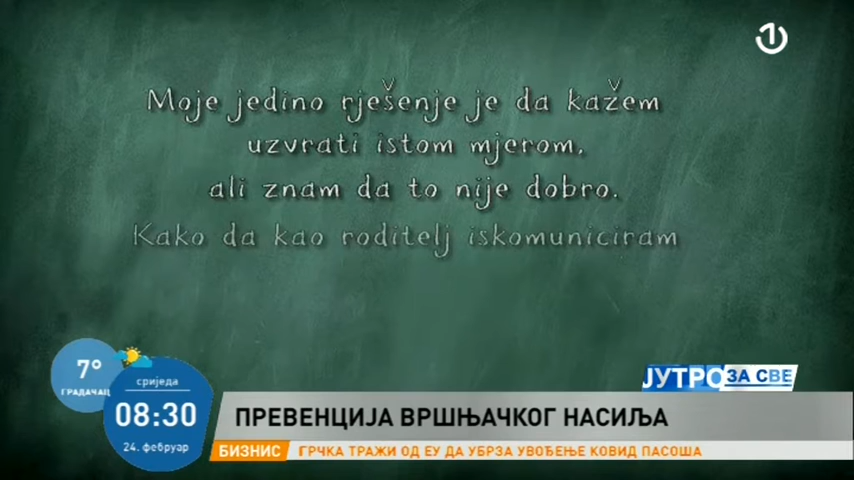 Moje jedino rješenje je da kažem
uzvrati istom mjerom,
ali znam da to nije dobro.
Kako da kao roditelj iskomuniciram
7°
ГРАДАЧАЦ
сриједа
08:30
24. фебруар
ЈУТРО ЗА СВЕ
ПРЕВЕНЦИЈА ВРШЊАЧКОГ НАСИЉА
БИЗНИС
ГРЧКА ТРАЖИ ОД ЕУ ДА УБРЗА УВОЂЕЊЕ КОВИД ПАСОША